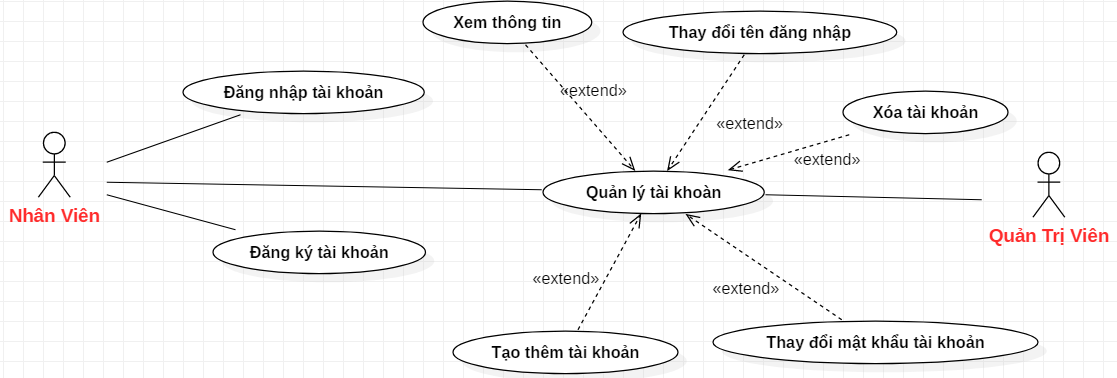 Xem thông tin
Thay đổi tên đăng nhập
Đăng nhập tài khoản
«extend»
«extend»
Xóa tài khoản
«extend»
Nhân Viên
Quản lý tài khoàn
Quản Trị Viên
Đăng ký tài khoản
«extend»
«extend»
Tạo thêm tài khoản
Thay đổi mật khẩu tài khoản